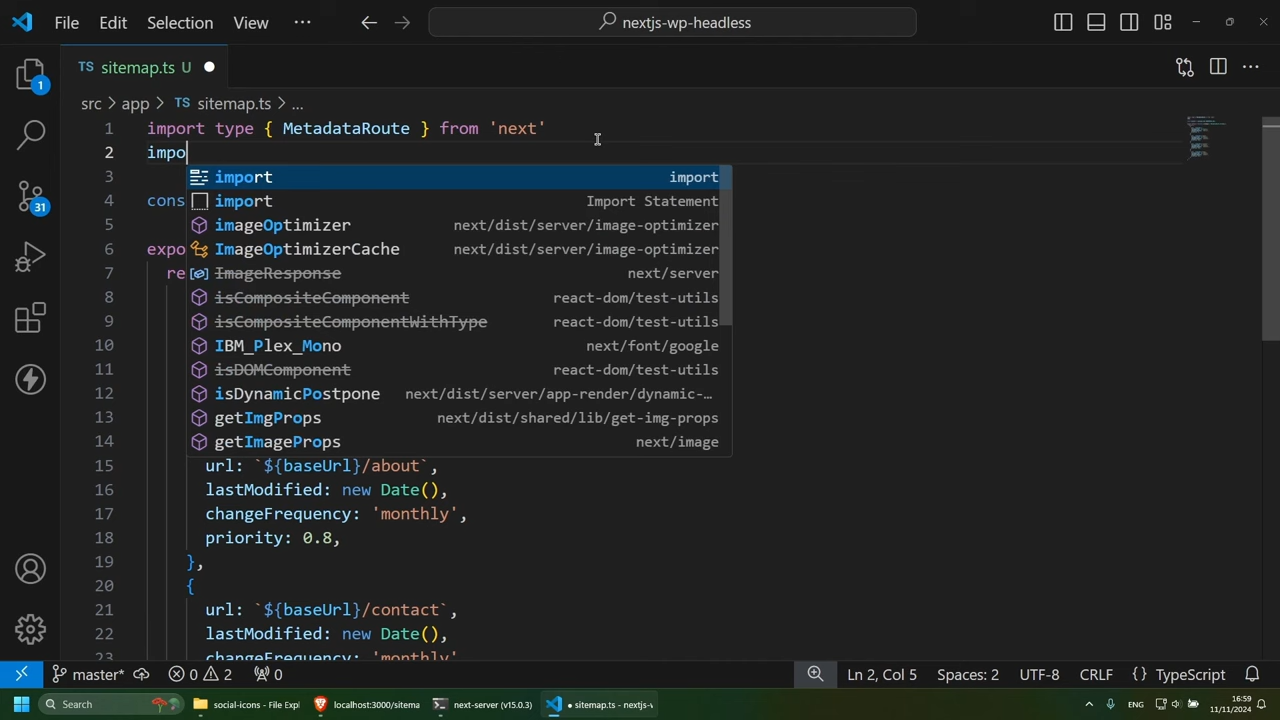 File Edit Selection View ··· nextjs-wp-headless
TS sitemap.ts U
src > app > TS sitemap.ts > ...
1 import type { MetadataRoute } from 'next'
2 impo
import import
3
4 cons import Import Statement
5 imageOptimizer next/dist/server/image-optimizer
6 expo ImageOptimizerCache next/dist/server/image-optimizer
7 re ImageResponse next/server
8 isCompositeComponent react-dom/test-utils
9 isCompositeComponentWithType react-dom/test-utils
10 IBM_Plex_Mono next/font/google
11 isDOMComponent react-dom/test-utils
12 isDynamicPostpone next/dist/server/app-render/dynamic-…
13 getImgProps next/dist/shared/lib/get-img-props
14 getImageProps next/image
15 url: `${baseUrl}/about`,
16 lastModified: new Date(),
17 changeFrequency: 'monthly',
18 priority: 0.8,
19 },
20 {
21 url: `${baseUrl}/contact`,
22 lastModified: new Date(),
23 changeFrequency: 'monthly'
1
31
master* 0 2 0 Ln 2, Col 5 Spaces: 2 UTF-8 CRLF {} TypeScript
Search social-icons - File Expl localhost:3000/sitema next-server (v15.0.3) • sitemap.ts - nextjs-v ENG 16:59
11/11/2024